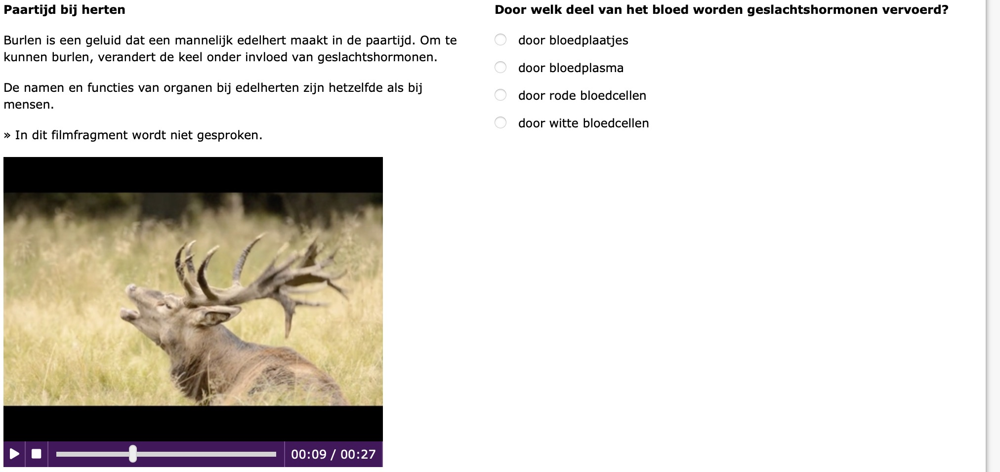 Paartijd bij herten
Burlen is een geluid dat een mannelijk edelhert maakt in de paartijd. Om te
kunnen burlen, verandert de keel onder invloed van geslachtshormonen.
De namen en functies van organen bij edelherten zijn hetzelfde als bij
mensen.
» In dit filmfragment wordt niet gesproken.
00:09 / 00:27
Door welk deel van het bloed worden geslachtshormonen vervoerd?
door bloedplaatjes
door bloedplasma
door rode bloedcellen
door witte bloedcellen